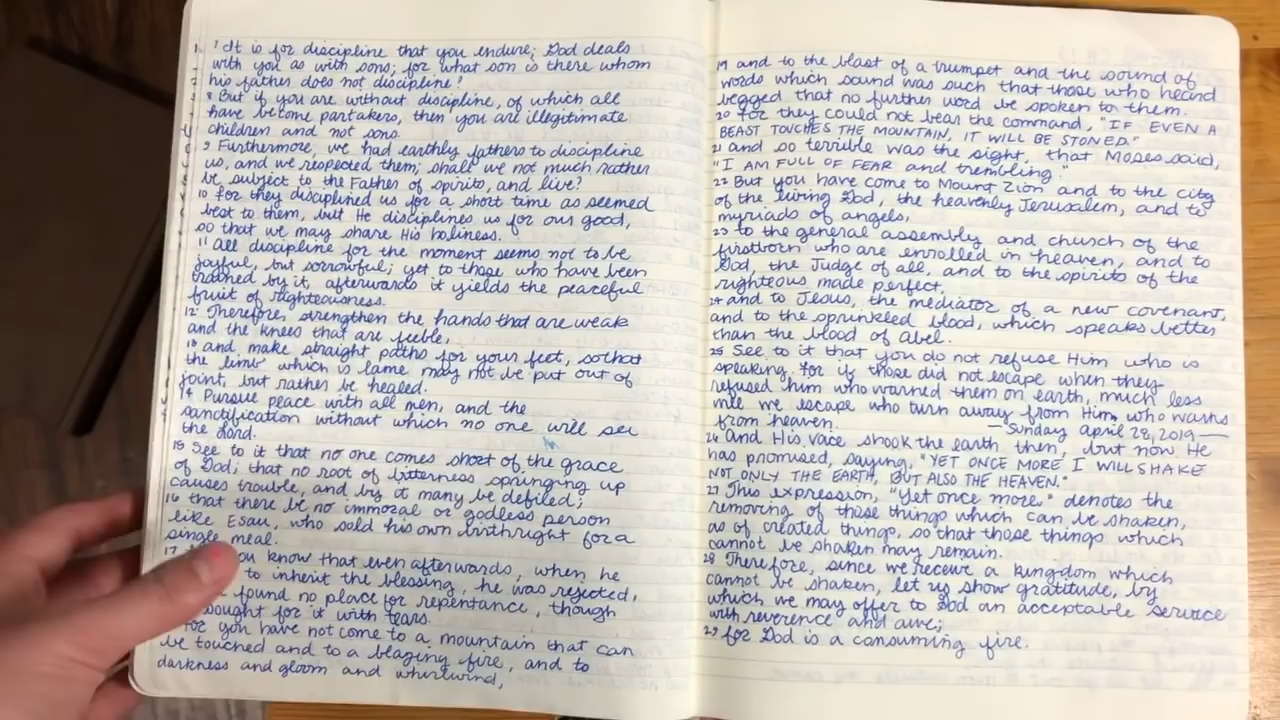 7 It is for discipline that you endure; God deals
with you as with sons; for what son is there whom
his father does not discipline?
8 But if you are without discipline, of which all
have become partakers, then you are illegitimate
children and not sons.
9 Furthermore, we had earthly fathers to discipline
us, and we respected them; shall we not much rather
be subject to the Father of spirits, and live?
10 for they disciplined us for a short time as seemed
best to them, but He disciplines us for our good,
so that we may share His holiness.
11 All discipline for the moment seems not to be
joyful, but sorrowful; yet to those who have been
trained by it, afterwards it yields the peaceful
fruit of righteousness.
12 Therefore, strengthen the hands that are weak
and the knees that are feeble,
13 and make straight paths for your feet, so that
the limb which is lame may not be put out of
joint, but rather be healed.
14 Pursue peace with all men, and the
sanctification without which no one will see
the Lord.
15 See to it that no one comes short of the grace
of God; that no root of bitterness springing up
causes trouble, and by it many be defiled;
16 that there be no immoral or godless person
like Esau, who sold his own birthright for a
single meal.
17 you know that even afterwards, when he
to inherit the blessing, he was rejected,
found no place for repentance, though
sought for it with tears.
for you have not come to a mountain that can
be touched and to a blazing fire, and to
darkness and gloom and whirlwind,
19 and to the blast of a trumpet and the sound of
words which sound was such that those who heard
begged that no further word be spoken to them.
20 for they could not bear the command, "IF EVEN A
BEAST TOUCHES THE MOUNTAIN, IT WILL BE STONED."
21 and so terrible was the sight, that Moses said,
"I AM FULL OF FEAR and trembling."
22 But you have come to Mount Zion and to the city
of the living God, the heavenly Jerusalem, and to
myriads of angels,
23 to the general assembly and church of the
firstborn who are enrolled in heaven, and to
God, the Judge of all, and to the spirits of the
righteous made perfect,
24 and to Jesus, the mediator of a new covenant,
and to the sprinkled blood, which speaks better
than the blood of Abel.
25 See to it that you do not refuse Him who is
speaking. for if those did not escape when they
refused him who warned them on earth, much less
will we escape who turn away from Him who warns
from heaven. — Sunday april 28, 2019 —
26 And His voice shook the earth then, but now He
has promised, saying, "YET ONCE MORE I WILL SHAKE
NOT ONLY THE EARTH, BUT ALSO THE HEAVEN."
27 This expression, "Yet once more," denotes the
removing of those things which can be shaken,
as of created things, so that those things which
cannot be shaken may remain.
28 Therefore, since we receive a kingdom which
cannot be shaken, let us show gratitude, by
which we may offer to God an acceptable service
with reverence and awe;
29 for God is a consuming fire.